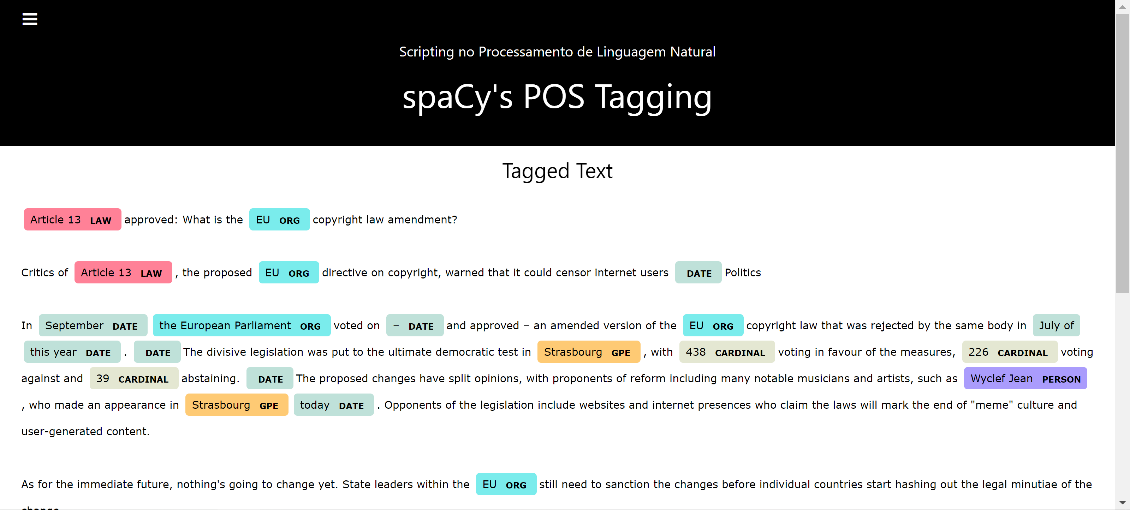 Scripting no Processamento de Linguagem Natural
spaCy's POS Tagging
Tagged Text
Article 13 LAW approved: What is the EU ORG copyright law amendment?
Critics of Article 13 LAW , the proposed EU ORG directive on copyright, warned that it could censor internet users DATE Politics
In September DATE the European Parliament ORG voted on – DATE and approved – an amended version of the EU ORG copyright law that was rejected by the same body in July of
this year DATE . DATE The divisive legislation was put to the ultimate democratic test in Strasbourg GPE , with 438 CARDINAL voting in favour of the measures, 226 CARDINAL voting
against and 39 CARDINAL abstaining. DATE The proposed changes have split opinions, with proponents of reform including many notable musicians and artists, such as Wyclef Jean PERSON
, who made an appearance in Strasbourg GPE today DATE . Opponents of the legislation include websites and internet presences who claim the laws will mark the end of "meme" culture and
user-generated content.
As for the immediate future, nothing's going to change yet. State leaders within the EU ORG still need to sanction the changes before individual countries start hashing out the legal minutiae of the